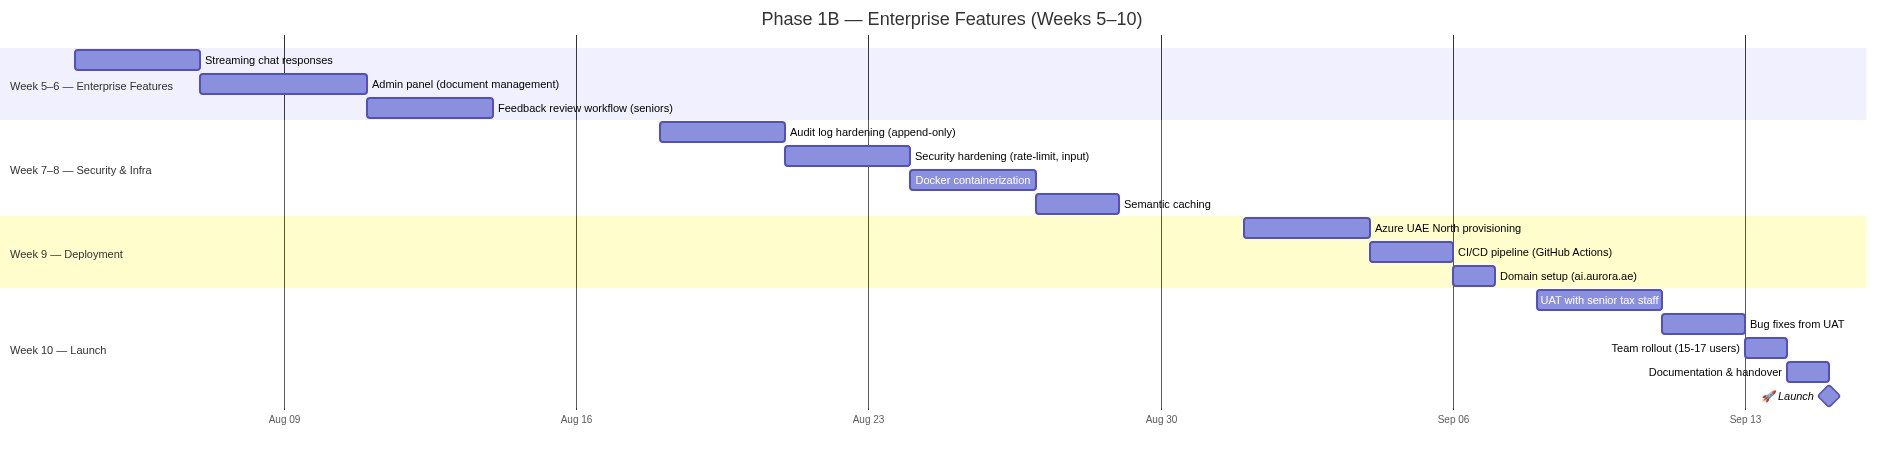 Phase 1B — Enterprise Features (Weeks 5–10)
Streaming chat responses
Admin panel (document management)
Week 5–6 — Enterprise Features
Feedback review workflow (seniors)
Audit log hardening (append-only)
Security hardening (rate-limit, input)
Week 7–8 — Security & Infra
Docker containerization
Semantic caching
Azure UAE North provisioning
Week 9 — Deployment
CI/CD pipeline (GitHub Actions)
Domain setup (ai.aurora.ae)
UAT with senior tax staff
Bug fixes from UAT
Week 10 — Launch
Team rollout (15-17 users)
Documentation & handover
🚀 Launch
Aug 09
Aug 16
Aug 23
Aug 30
Sep 06
Sep 13